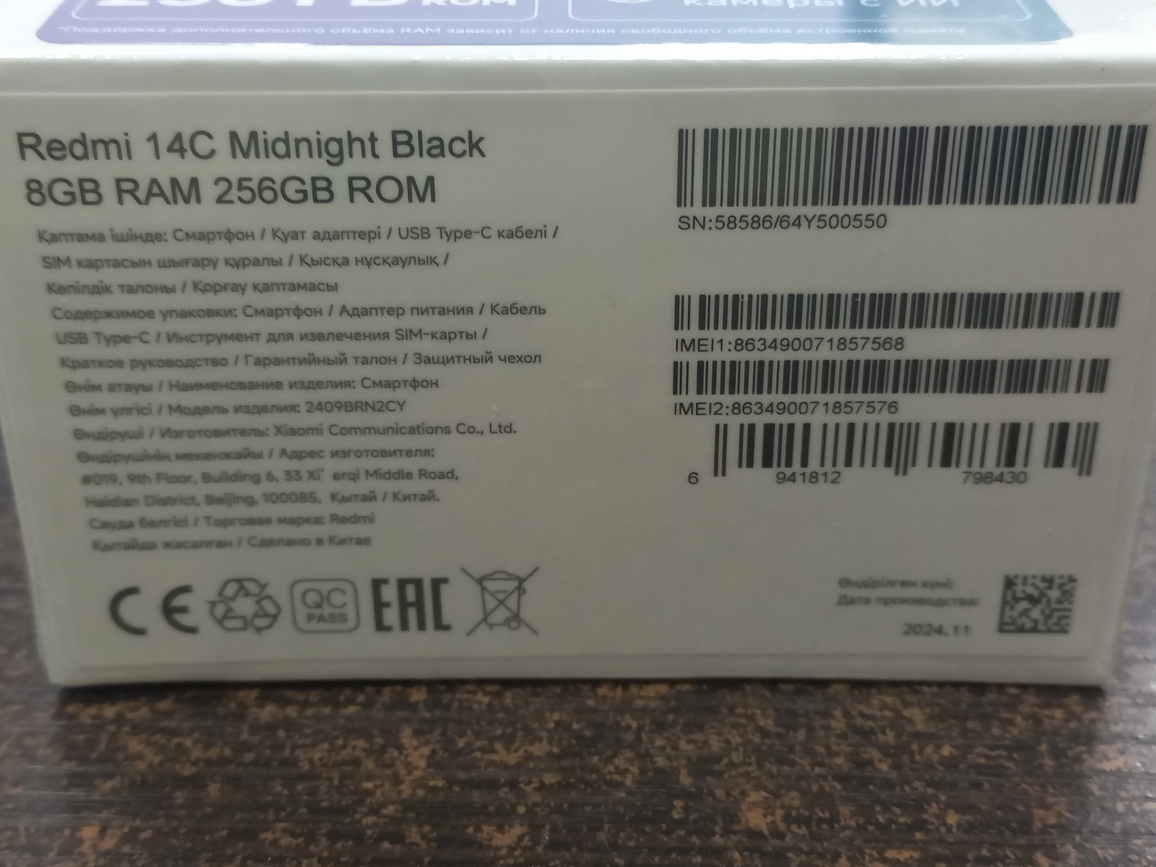 ROM
камеры с ИИ
*Поддержка дополнительного объёма RAM зависит от наличия свободного объёма встроенной памяти
Redmi 14C Midnight Black
8GB RAM 256GB ROM
Қаптама ішінде: Смартфон / Қуат адаптері / USB Type-C кабелі /
SIM картасын шығару құралы / Қысқа нұсқаулық /
Кепілдік талоны / Қорғау қаптамасы
Содержимое упаковки: Смартфон / Адаптер питания / Кабель
USB Type-C / Инструмент для извлечения SIM-карты /
Краткое руководство / Гарантийный талон / Защитный чехол
Өнім атауы / Наименование изделия: Смартфон
Өнім үлгісі / Модель изделия: 2409BRN2CY
Өндіруші / Изготовитель: Xiaomi Communications Co., Ltd.
Өндірушінің мекенжайы / Адрес изготовителя:
#019, 9th Floor, Building 6, 33 Xi' erqi Middle Road,
Haidian District, Beijing, 100085, Қытай / Китай.
Сауда белгісі / Торговая марка: Redmi
Қытайда жасалған / Сделано в Китае
CE
QC
PASS
EAC
SN:58586/64Y500550
IMEI1:863490071857568
IMEI2:863490071857576
6 941812 798430
Өндірілген күні:
Дата производства:
2024.11